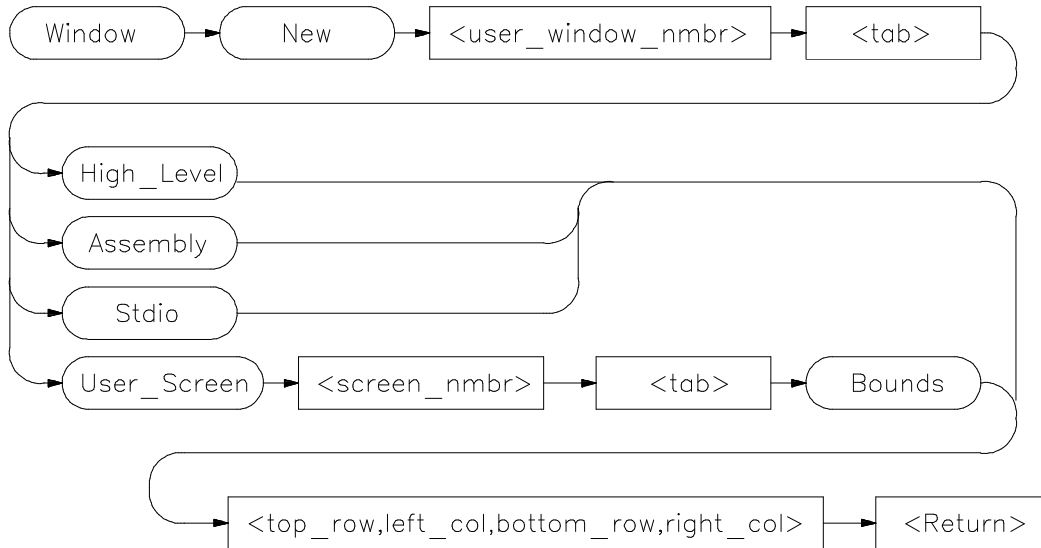 Window New <user_window_nmbr> <tab>
High_Level
Assembly
Stdio
User_Screen <screen_nmbr> <tab> Bounds
<top_row,left_col,bottom_row,right_col> <Return>